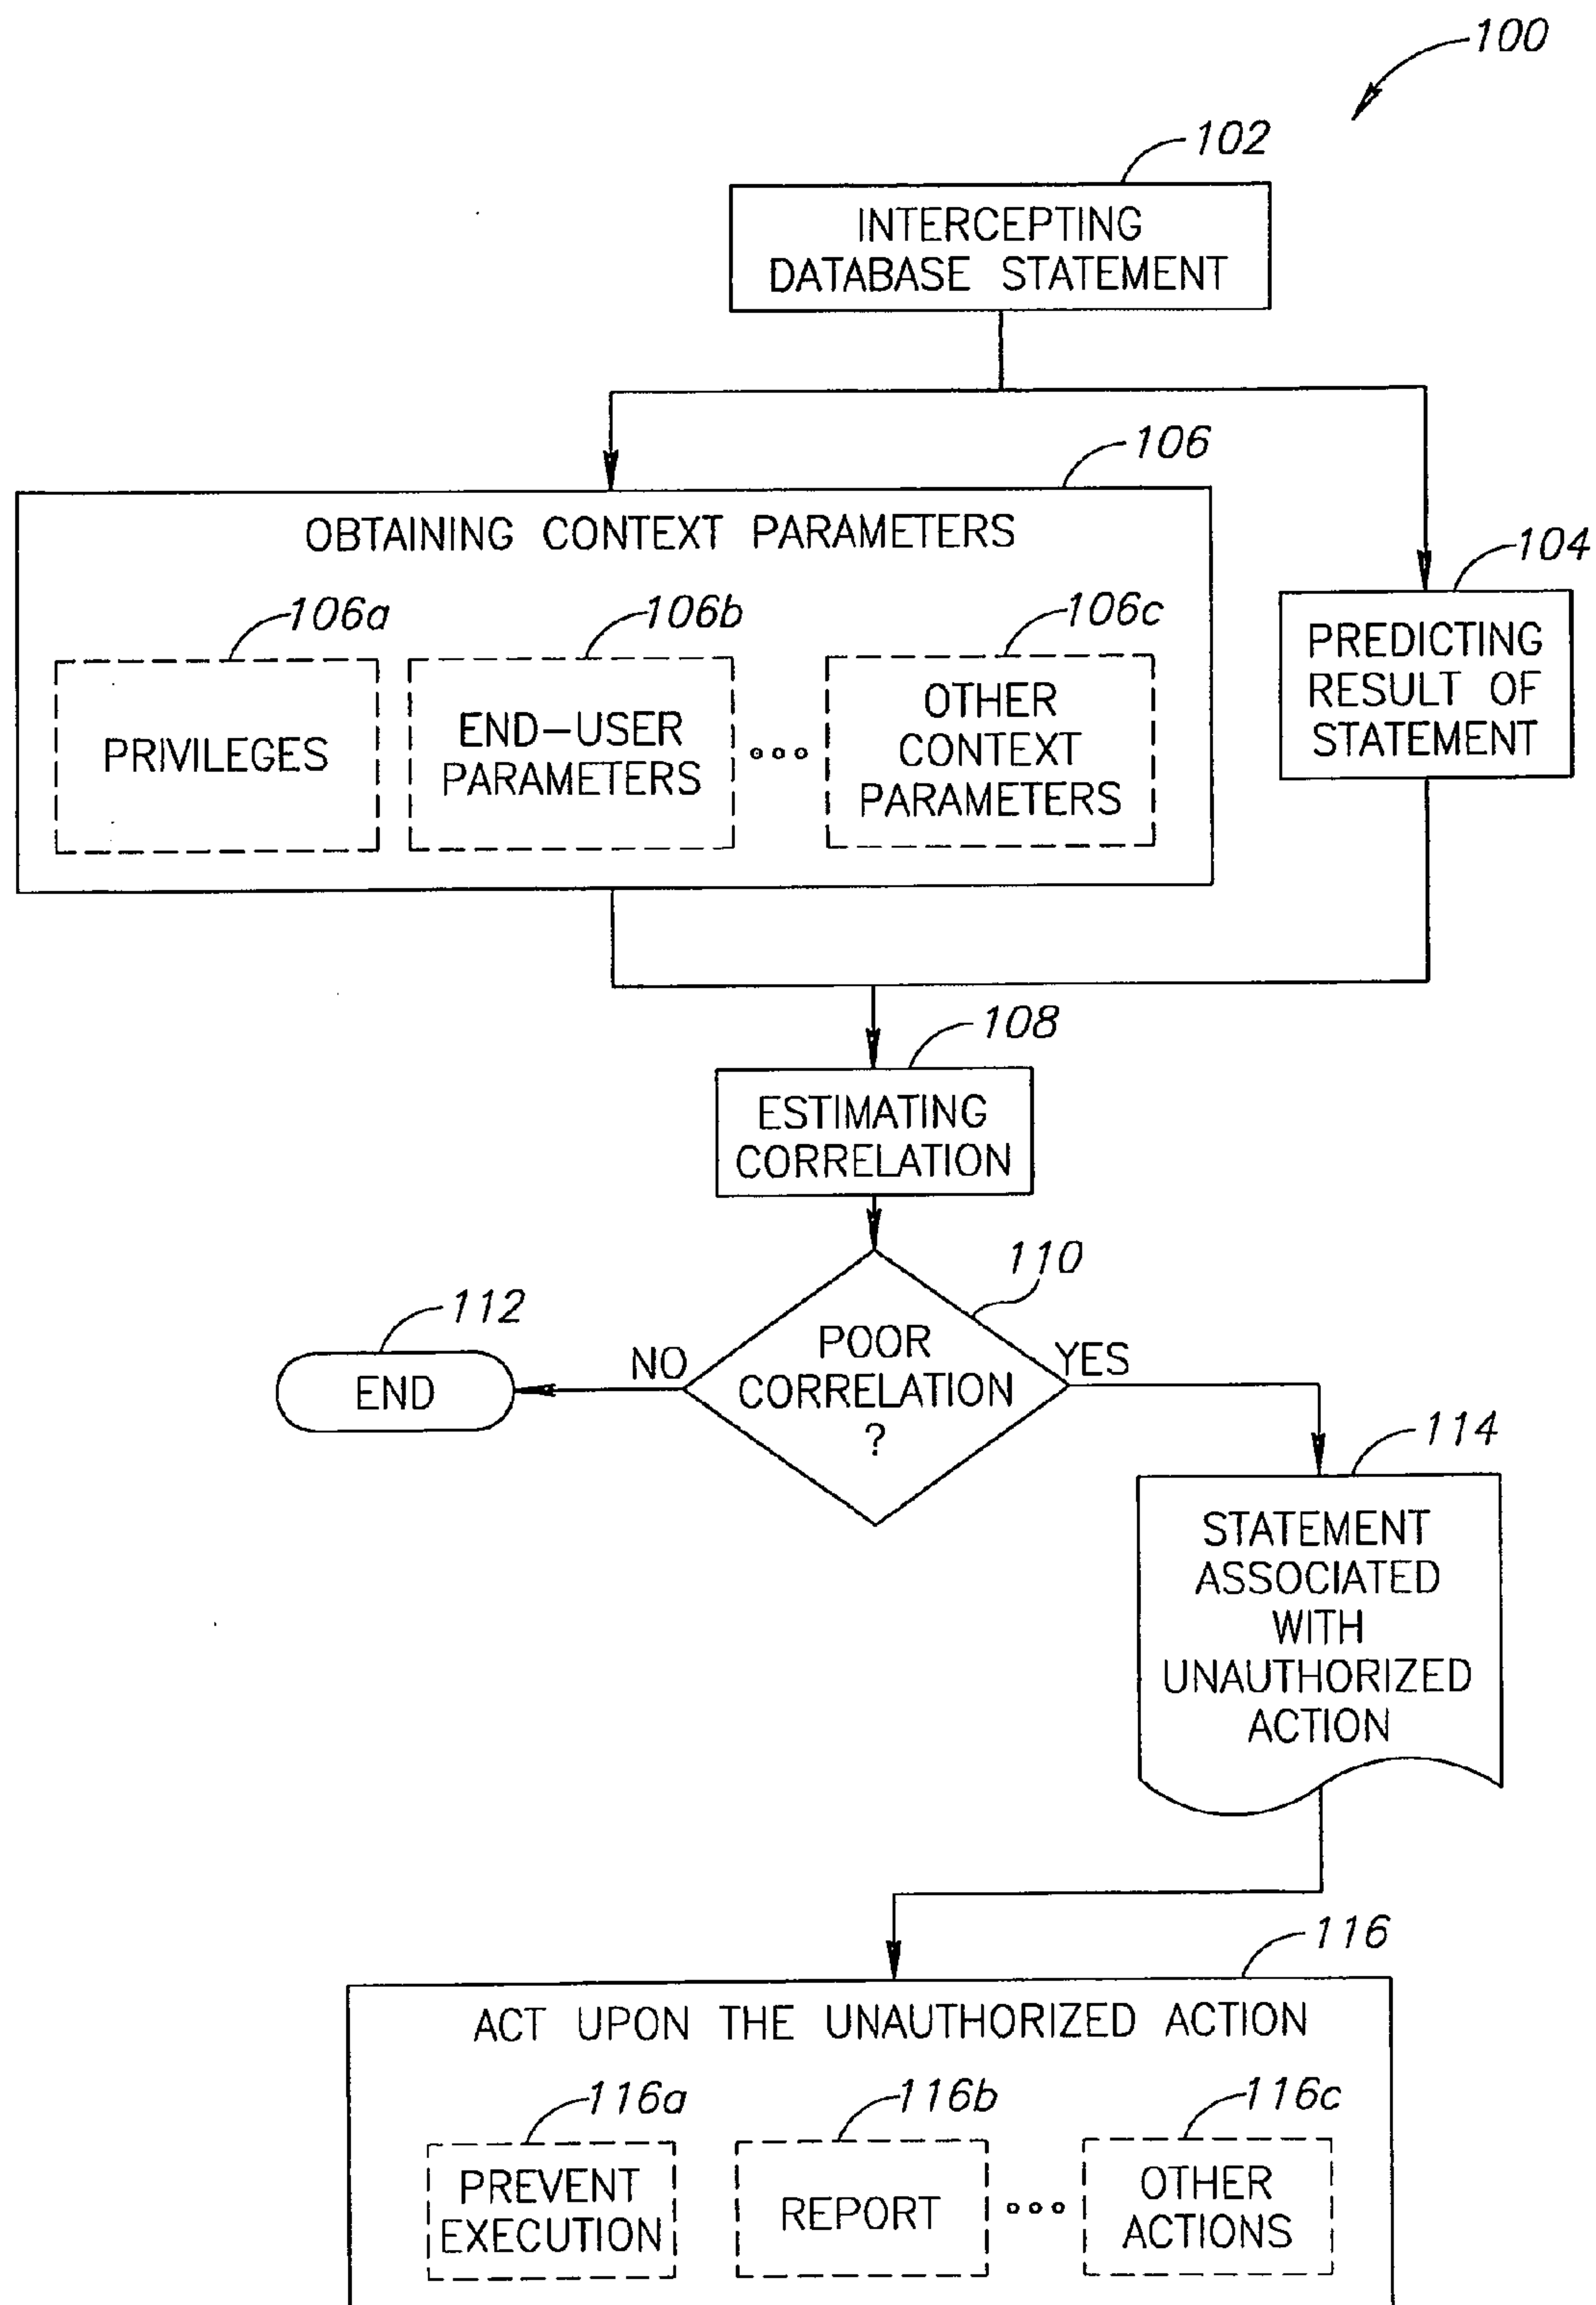 100
102
INTERCEPTING
DATABASE STATEMENT
106
OBTAINING CONTEXT PARAMETERS
106a
PRIVILEGES
106b
END-USER
PARAMETERS
ooo
106c
OTHER
CONTEXT
PARAMETERS
104
PREDICTING
RESULT OF
STATEMENT
108
ESTIMATING
CORRELATION
110
POOR
CORRELATION
?
NO
YES
112
END
114
STATEMENT
ASSOCIATED
WITH
UNAUTHORIZED
ACTION
116
ACT UPON THE UNAUTHORIZED ACTION
116a
PREVENT
EXECUTION
116b
REPORT
ooo
116c
OTHER
ACTIONS